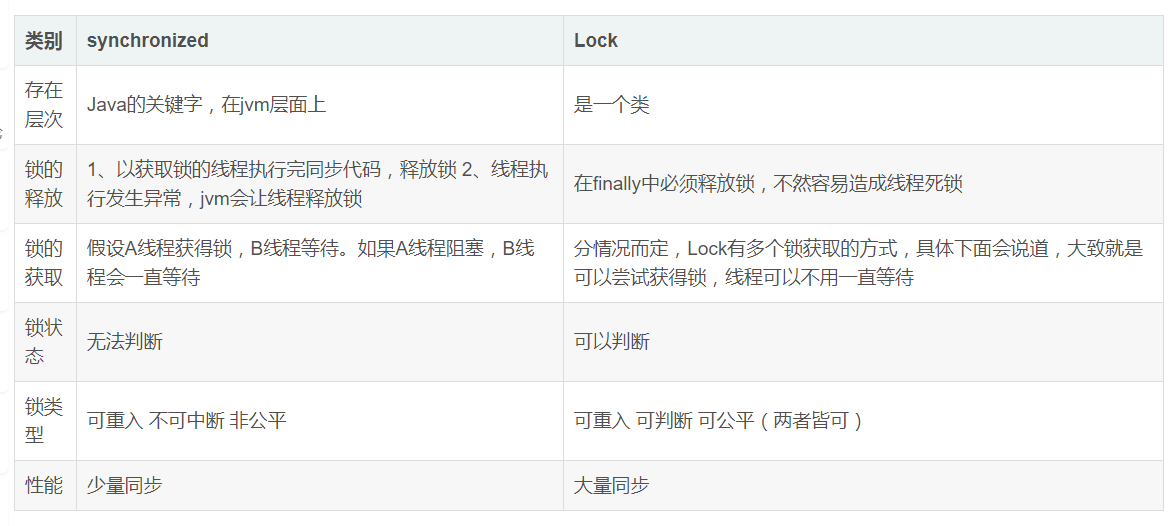 类别 synchronized Lock
存在
层次
Java的关键字，在jvm层面上
是一个类
锁的
释放
1、以获取锁的线程执行完同步代码，释放锁 2、线程执
行发生异常，jvm会让线程释放锁
在finally中必须释放锁，不然容易造成线程死锁
锁的
获取
假设A线程获得锁，B线程等待。如果A线程阻塞，B线
程会一直等待
分情况而定，Lock有多个锁获取的方式，具体下面会说道，大致就是
可以尝试获得锁，线程可以不用一直等待
锁状
态
无法判断
可以判断
锁类
型
可重入 不可中断 非公平
可重入 可判断 可公平（两者皆可）
性能 少量同步 大量同步